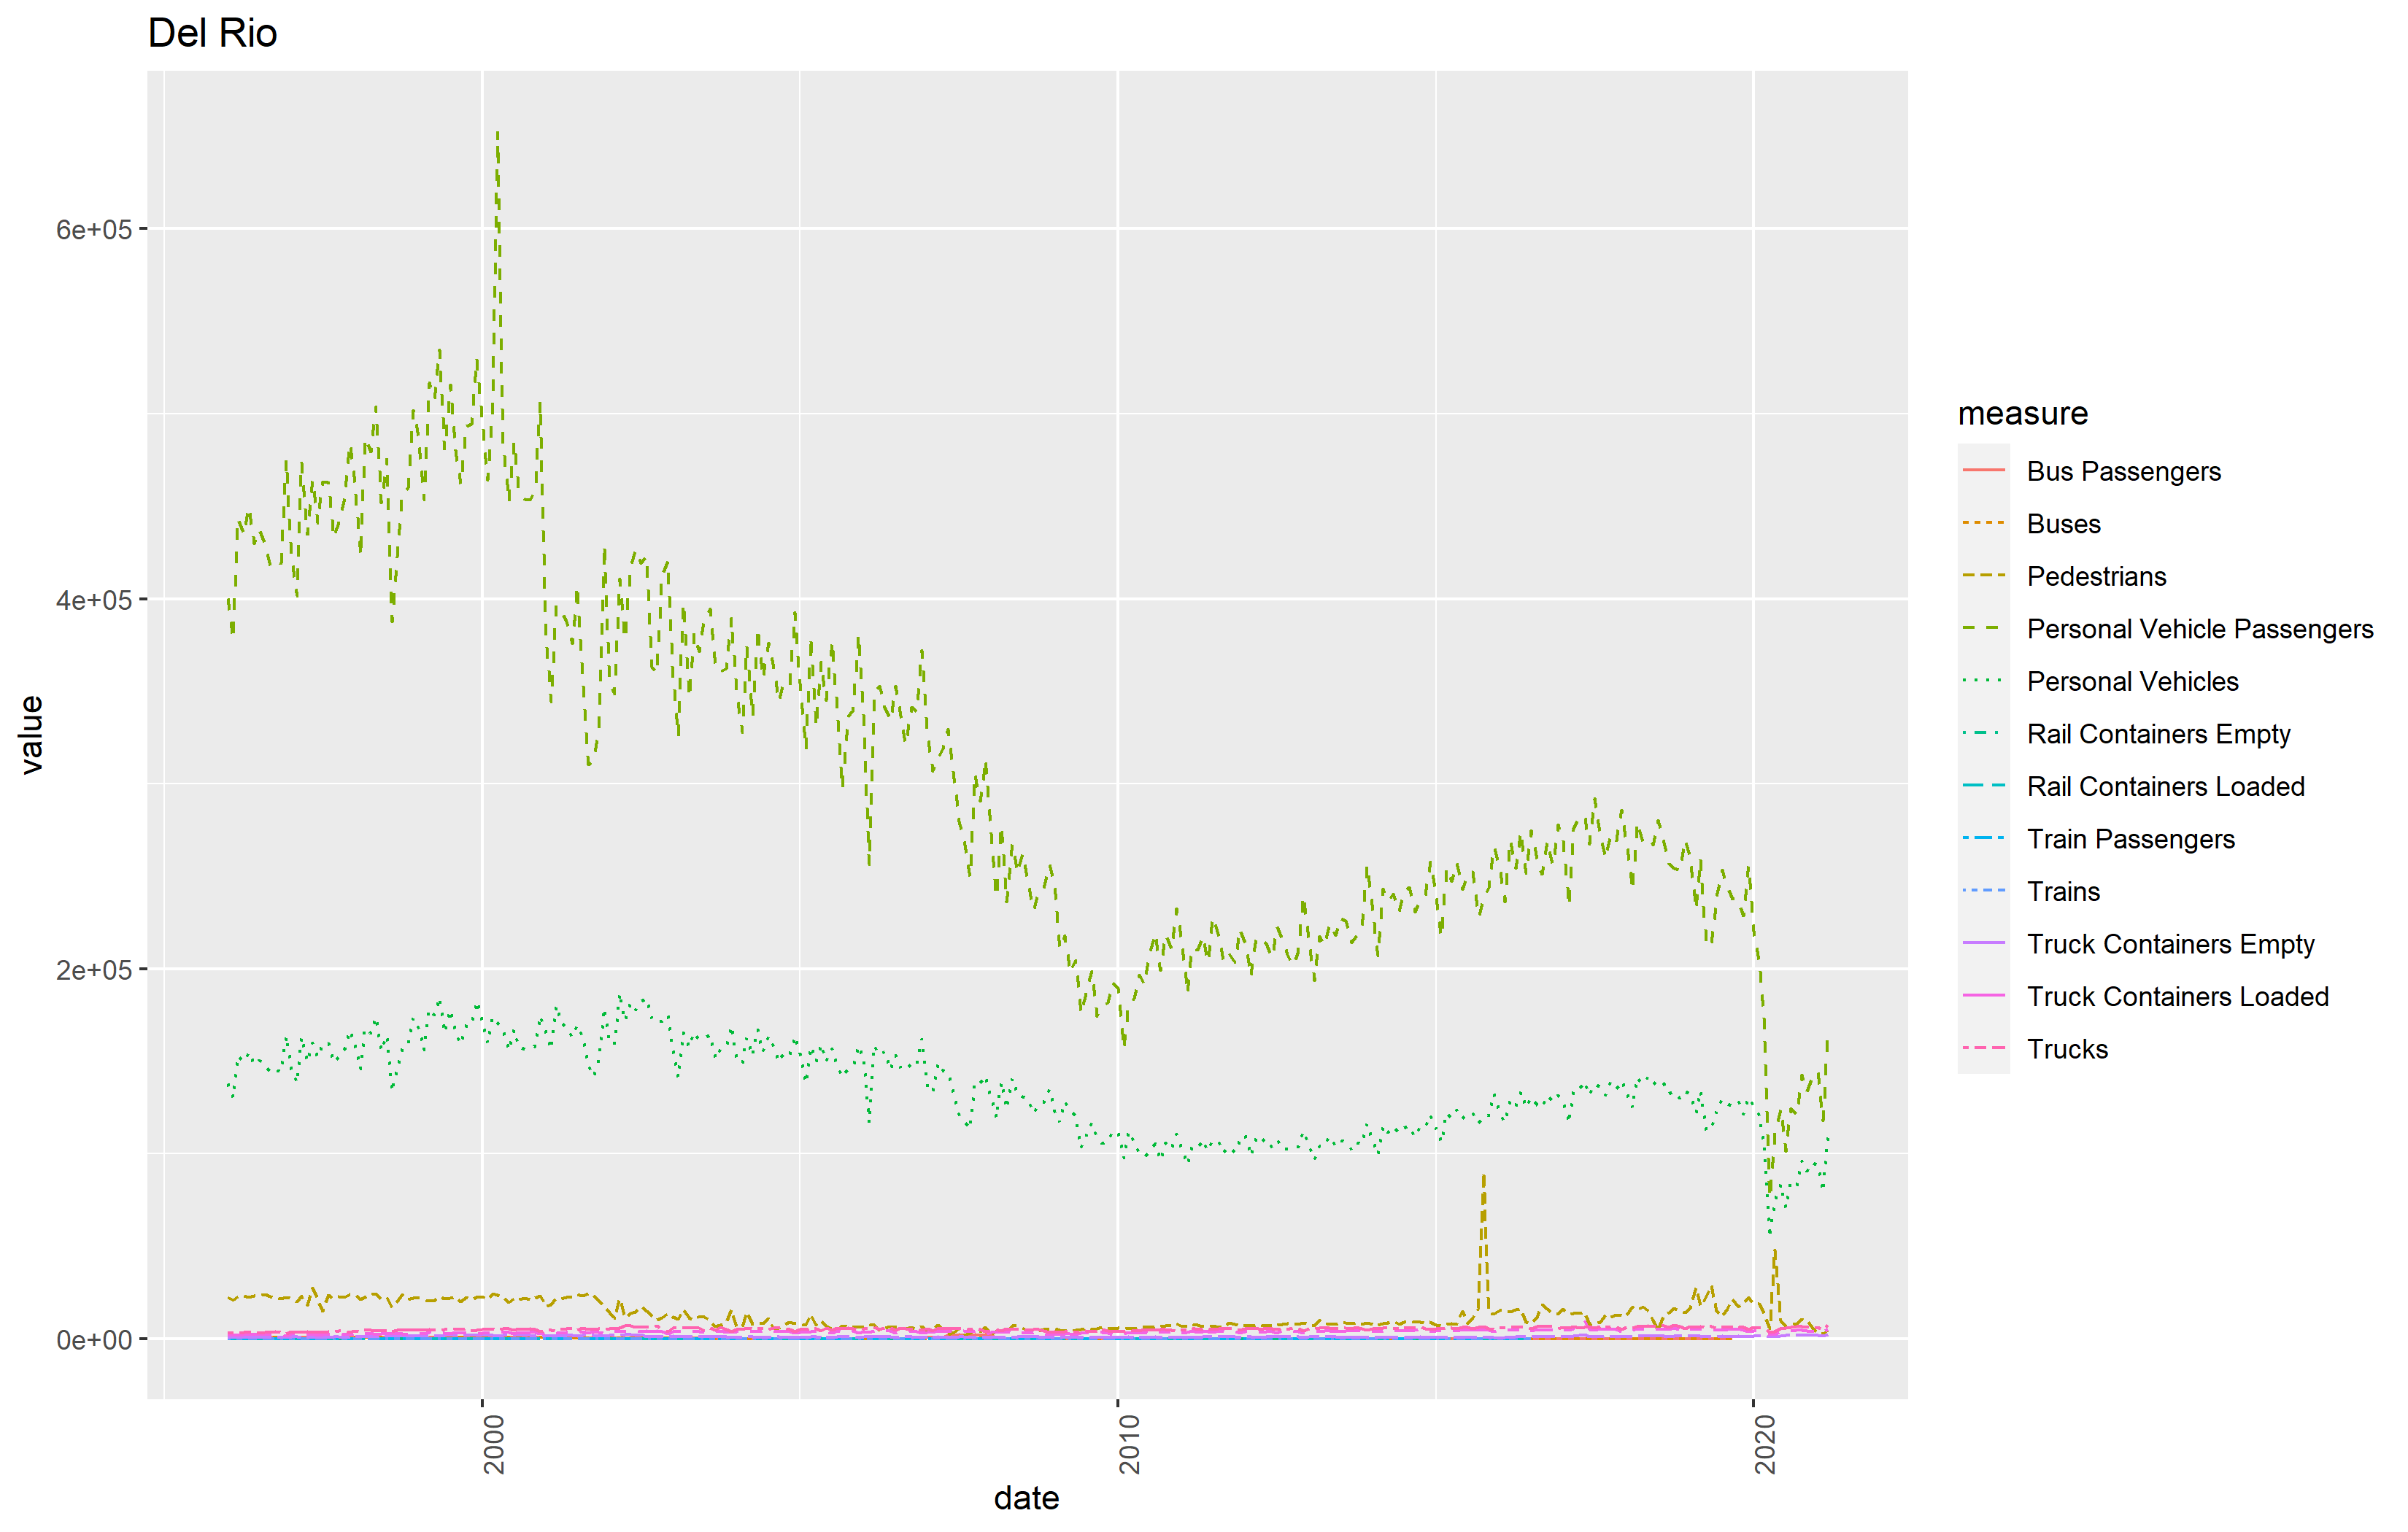 Del Rio
value
6e+05
4e+05
2e+05
0e+00
2000
2010
2020
date
measure
Bus Passengers
Buses
Pedestrians
Personal Vehicle Passengers
Personal Vehicles
Rail Containers Empty
Rail Containers Loaded
Train Passengers
Trains
Truck Containers Empty
Truck Containers Loaded
Trucks